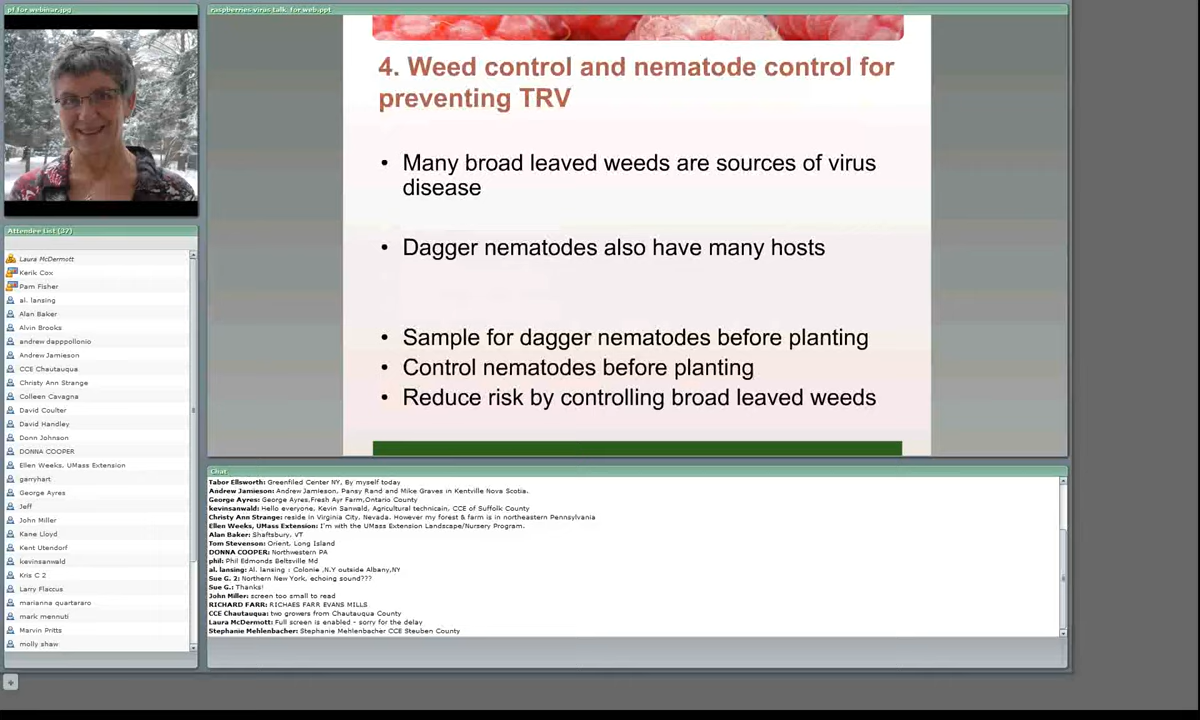 pf for webinar.jpg
Attendee List (37)
Laura McDermott
Kerik Cox
Pam Fisher
al. lansing
Alan Baker
Alvin Brooks
andrew dapppollonio
Andrew Jamieson
CCE Chautauqua
Christy Ann Strange
Colleen Cavagna
David Coulter
David Handley
Donn Johnson
DONNA COOPER
Ellen Weeks, UMass Extension
garryhart
George Ayres
Jeff
John Miller
Kane Lloyd
Kent Utendorf
kevinsanwald
Kris C 2
Larry Flaccus
marianna quartararo
mark mennuti
Marvin Pritts
molly shaw
raspberries virus talk for web.ppt
4. Weed control and nematode control for
preventing TRV
• Many broad leaved weeds are sources of virus
disease
• Dagger nematodes also have many hosts
• Sample for dagger nematodes before planting
• Control nematodes before planting
• Reduce risk by controlling broad leaved weeds
Chat
Tabor Ellsworth: Greenfiled Center NY, By myself today
Andrew Jamieson: Andrew Jamieson, Pansy Rand and Mike Graves in Kentville Nova Scotia.
George Ayres: George Ayres,Fresh Ayr Farm,Ontario County
kevinsanwald: Hello everyone, Kevin Sanwald, Agricultural technicain, CCE of Suffolk County
Christy Ann Strange: reside in Virginia City, Nevada. However my forest & farm is in northeastern Pennsylvania
Ellen Weeks, UMass Extension: I'm with the UMass Extension Landscape/Nursery Program.
Alan Baker: Shaftsbury, VT
Tom Stevenson: Orient, Long Island
DONNA COOPER: Northwestern PA
phil: Phil Edmonds Beltsville Md
al. lansing: Al. lansing : Colonie ,N.Y outside Albany,NY
Sue G. 2: Northern New York, echoing sound???
Sue G.: Thanks!
John Miller: screen too small to read
RICHARD FARR: RICHAES FARR EVANS MILLS
CCE Chautauqua: two growers from Chautauqua County
Laura McDermott: Full screen is enabled - sorry for the delay
Stephanie Mehlenbacher: Stephanie Mehlenbacher CCE Steuben County